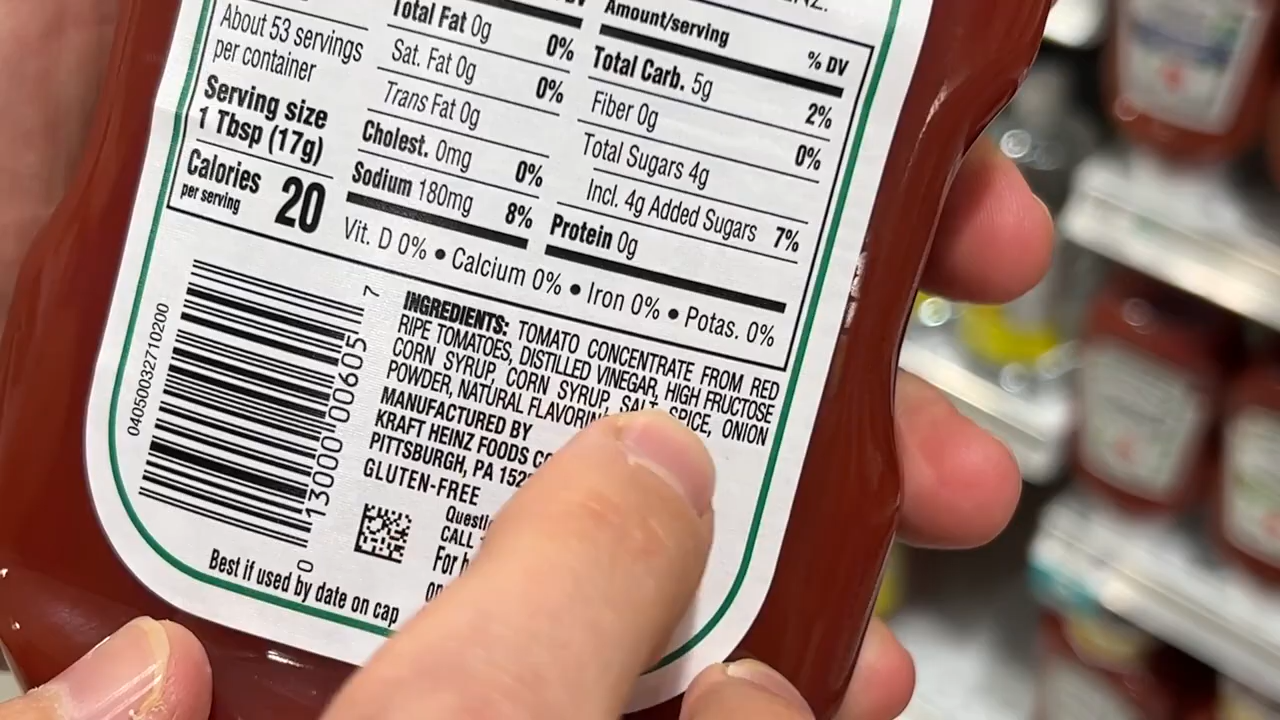 About 53 servings
per container
Serving size
1 Tbsp (17g)
Calories
per serving
20
Total Fat 0g 0%
Sat. Fat 0g 0%
Trans Fat 0g
Cholest. 0mg 0%
Sodium 180mg 8%
Amount/serving % DV
Total Carb. 5g 2%
Fiber 0g 0%
Total Sugars 4g
Incl. 4g Added Sugars 7%
Protein 0g
Vit. D 0% • Calcium 0% • Iron 0% • Potas. 0%
INGREDIENTS: TOMATO CONCENTRATE FROM RED
RIPE TOMATOES, DISTILLED VINEGAR, HIGH FRUCTOSE
CORN SYRUP, CORN SYRUP, SALT, SPICE, ONION
POWDER, NATURAL
MANUFACTURED BY
KRAFT HEINZ FOODS
PITTSBURGH, PA
GLUTEN-FREE
CALL
For
04050032710200
0 13000 00605 7
Best if used by date on cap